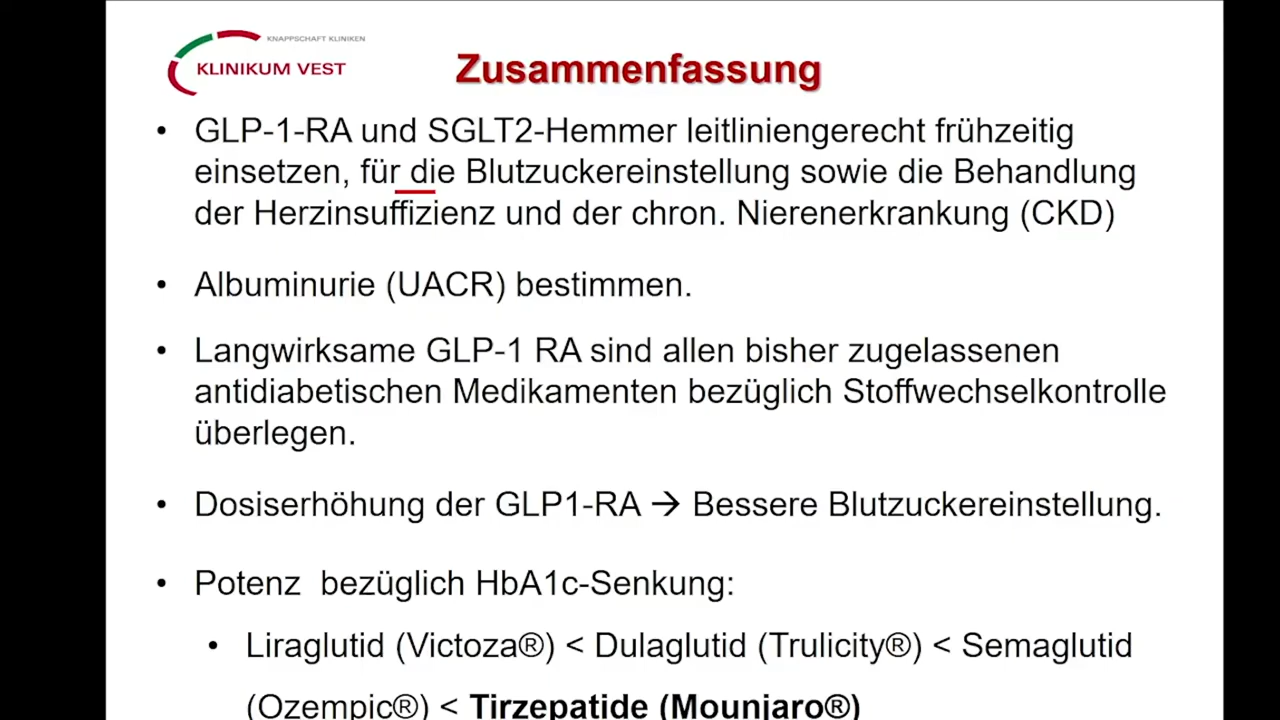 KNAPPSCHAFT KLINIKEN
KLINIKUM VEST
Zusammenfassung
• GLP-1-RA und SGLT2-Hemmer leitliniengerecht frühzeitig
einsetzen, für die Blutzuckereinstellung sowie die Behandlung
der Herzinsuffizienz und der chron. Nierenerkrankung (CKD)
• Albuminurie (UACR) bestimmen.
• Langwirksame GLP-1 RA sind allen bisher zugelassenen
antidiabetischen Medikamenten bezüglich Stoffwechselkontrolle
überlegen.
• Dosiserhöhung der GLP1-RA → Bessere Blutzuckereinstellung.
• Potenz  bezüglich HbA1c-Senkung:
• Liraglutid (Victoza®) < Dulaglutid (Trulicity®) < Semaglutid
(Ozempic®) < Tirzepatide (Mounjaro®)